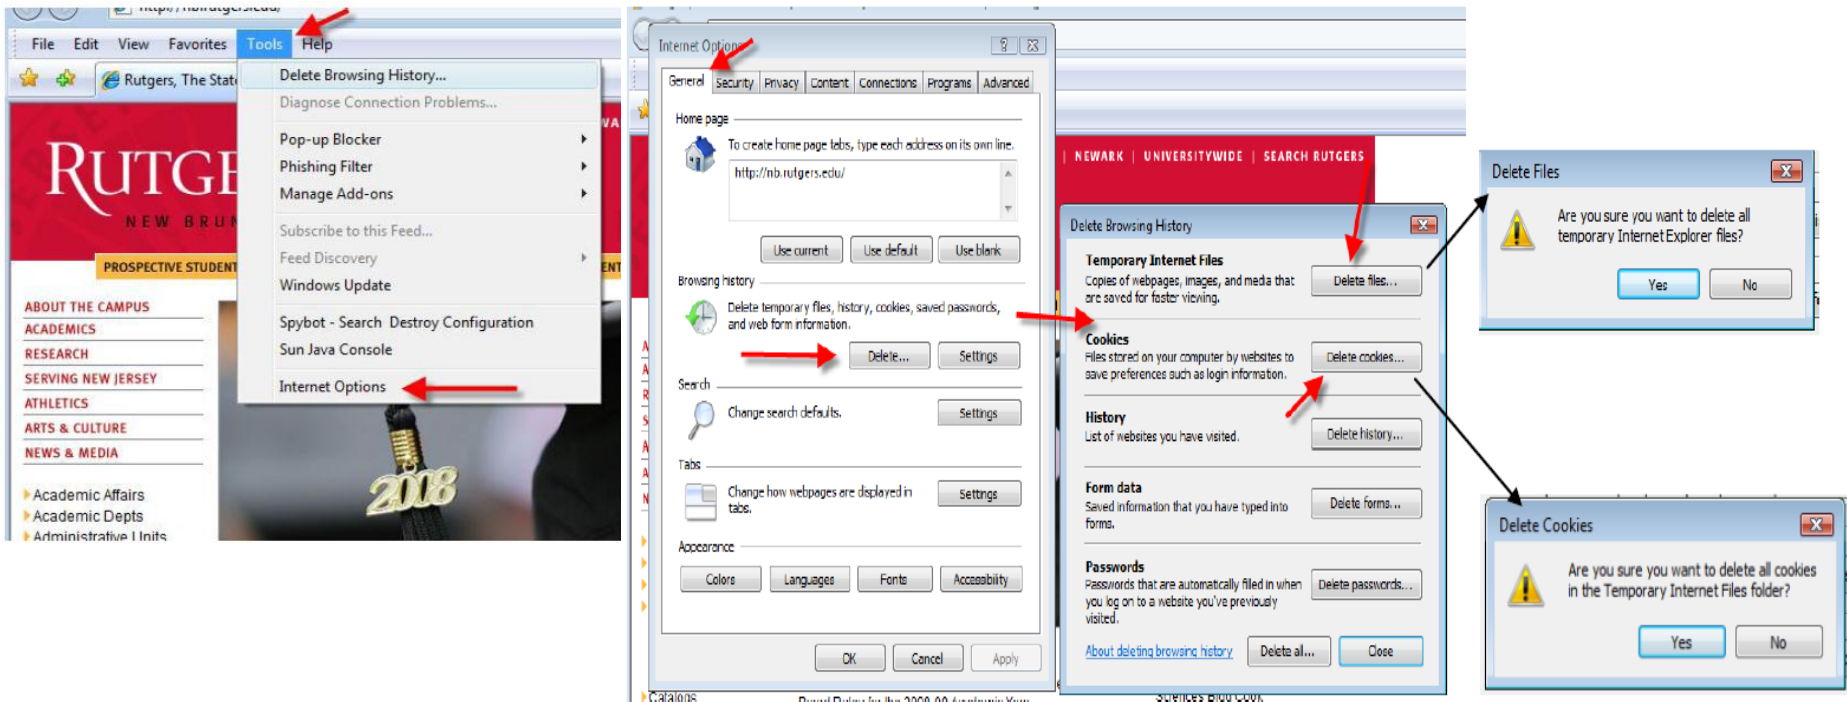 File Edit View Favorites Tools Help
Rutgers, The Stat
Delete Browsing History...
Diagnose Connection Problems...
Pop-up Blocker
Phishing Filter
Manage Add-ons
Subscribe to this Feed...
Feed Discovery
Windows Update
Spybot - Search Destroy Configuration
Sun Java Console
Internet Options
RUTGE
NEW BRUN
PROSPECTIVE STUDENT
ABOUT THE CAMPUS
ACADEMICS
RESEARCH
SERVING NEW JERSEY
ATHLETICS
ARTS & CULTURE
NEWS & MEDIA
Academic Affairs
Academic Depts
Administrative Units
2008
Internet Options
General Security Privacy Content Connections Programs Advanced
Home page
To create home page tabs, type each address on its own line.
http://nb.rutgers.edu/
Use current Use default Use blank
Browsing history
Delete temporary files, history, cookies, saved passwords,
and web form information.
Delete... Settings
Search
Change search defaults.
Settings
Tabs
Change how webpages are displayed in
tabs.
Settings
Appearance
Colors Languages Fonts Accessibility
OK Cancel Apply
Catalogs
| NEWARK | UNIVERSITYWIDE | SEARCH RUTGERS
Delete Browsing History
Temporary Internet Files
Copies of webpages, images, and media that
are saved for faster viewing.
Delete files...
Cookies
Files stored on your computer by websites to
save preferences such as login information.
Delete cookies...
History
List of websites you have visited.
Delete history...
Form data
Saved information that you have typed into
forms.
Delete forms...
Passwords
Passwords that are automatically filled in when
you log on to a website you've previously
visited.
Delete passwords...
About deleting browsing history Delete all... Close
Delete Files
Are you sure you want to delete all
temporary Internet Explorer files?
Yes No
Delete Cookies
Are you sure you want to delete all cookies
in the Temporary Internet Files folder?
Yes No